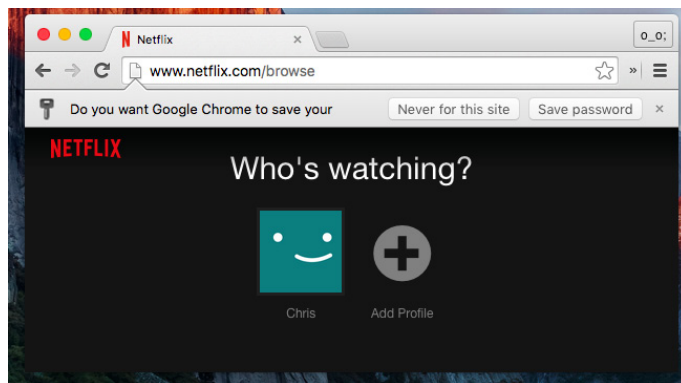 Netflix
o_o;
www.netflix.com/browse
Do you want Google Chrome to save your
Never for this site
Save password
NETFLIX
Who's watching?
Chris
Add Profile